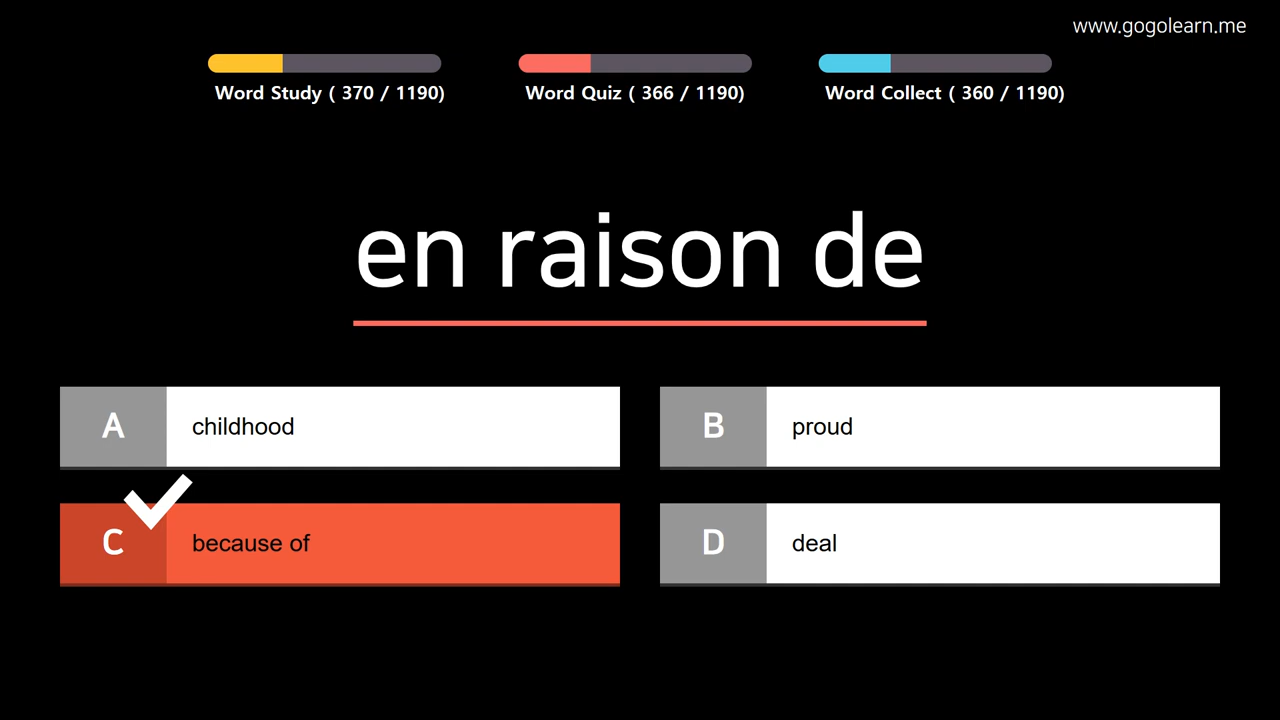 www.gogolearn.me
Word Study ( 370 / 1190)
Word Quiz ( 366 / 1190)
Word Collect ( 360 / 1190)
en raison de
A childhood
B proud
C because of
D deal